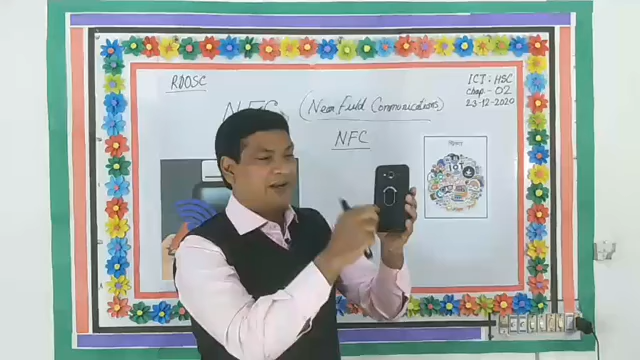 RDOSC
ICT: HSC
Chap:- 02
23-12-2020
NFC. (Near Field Communications)
NFC